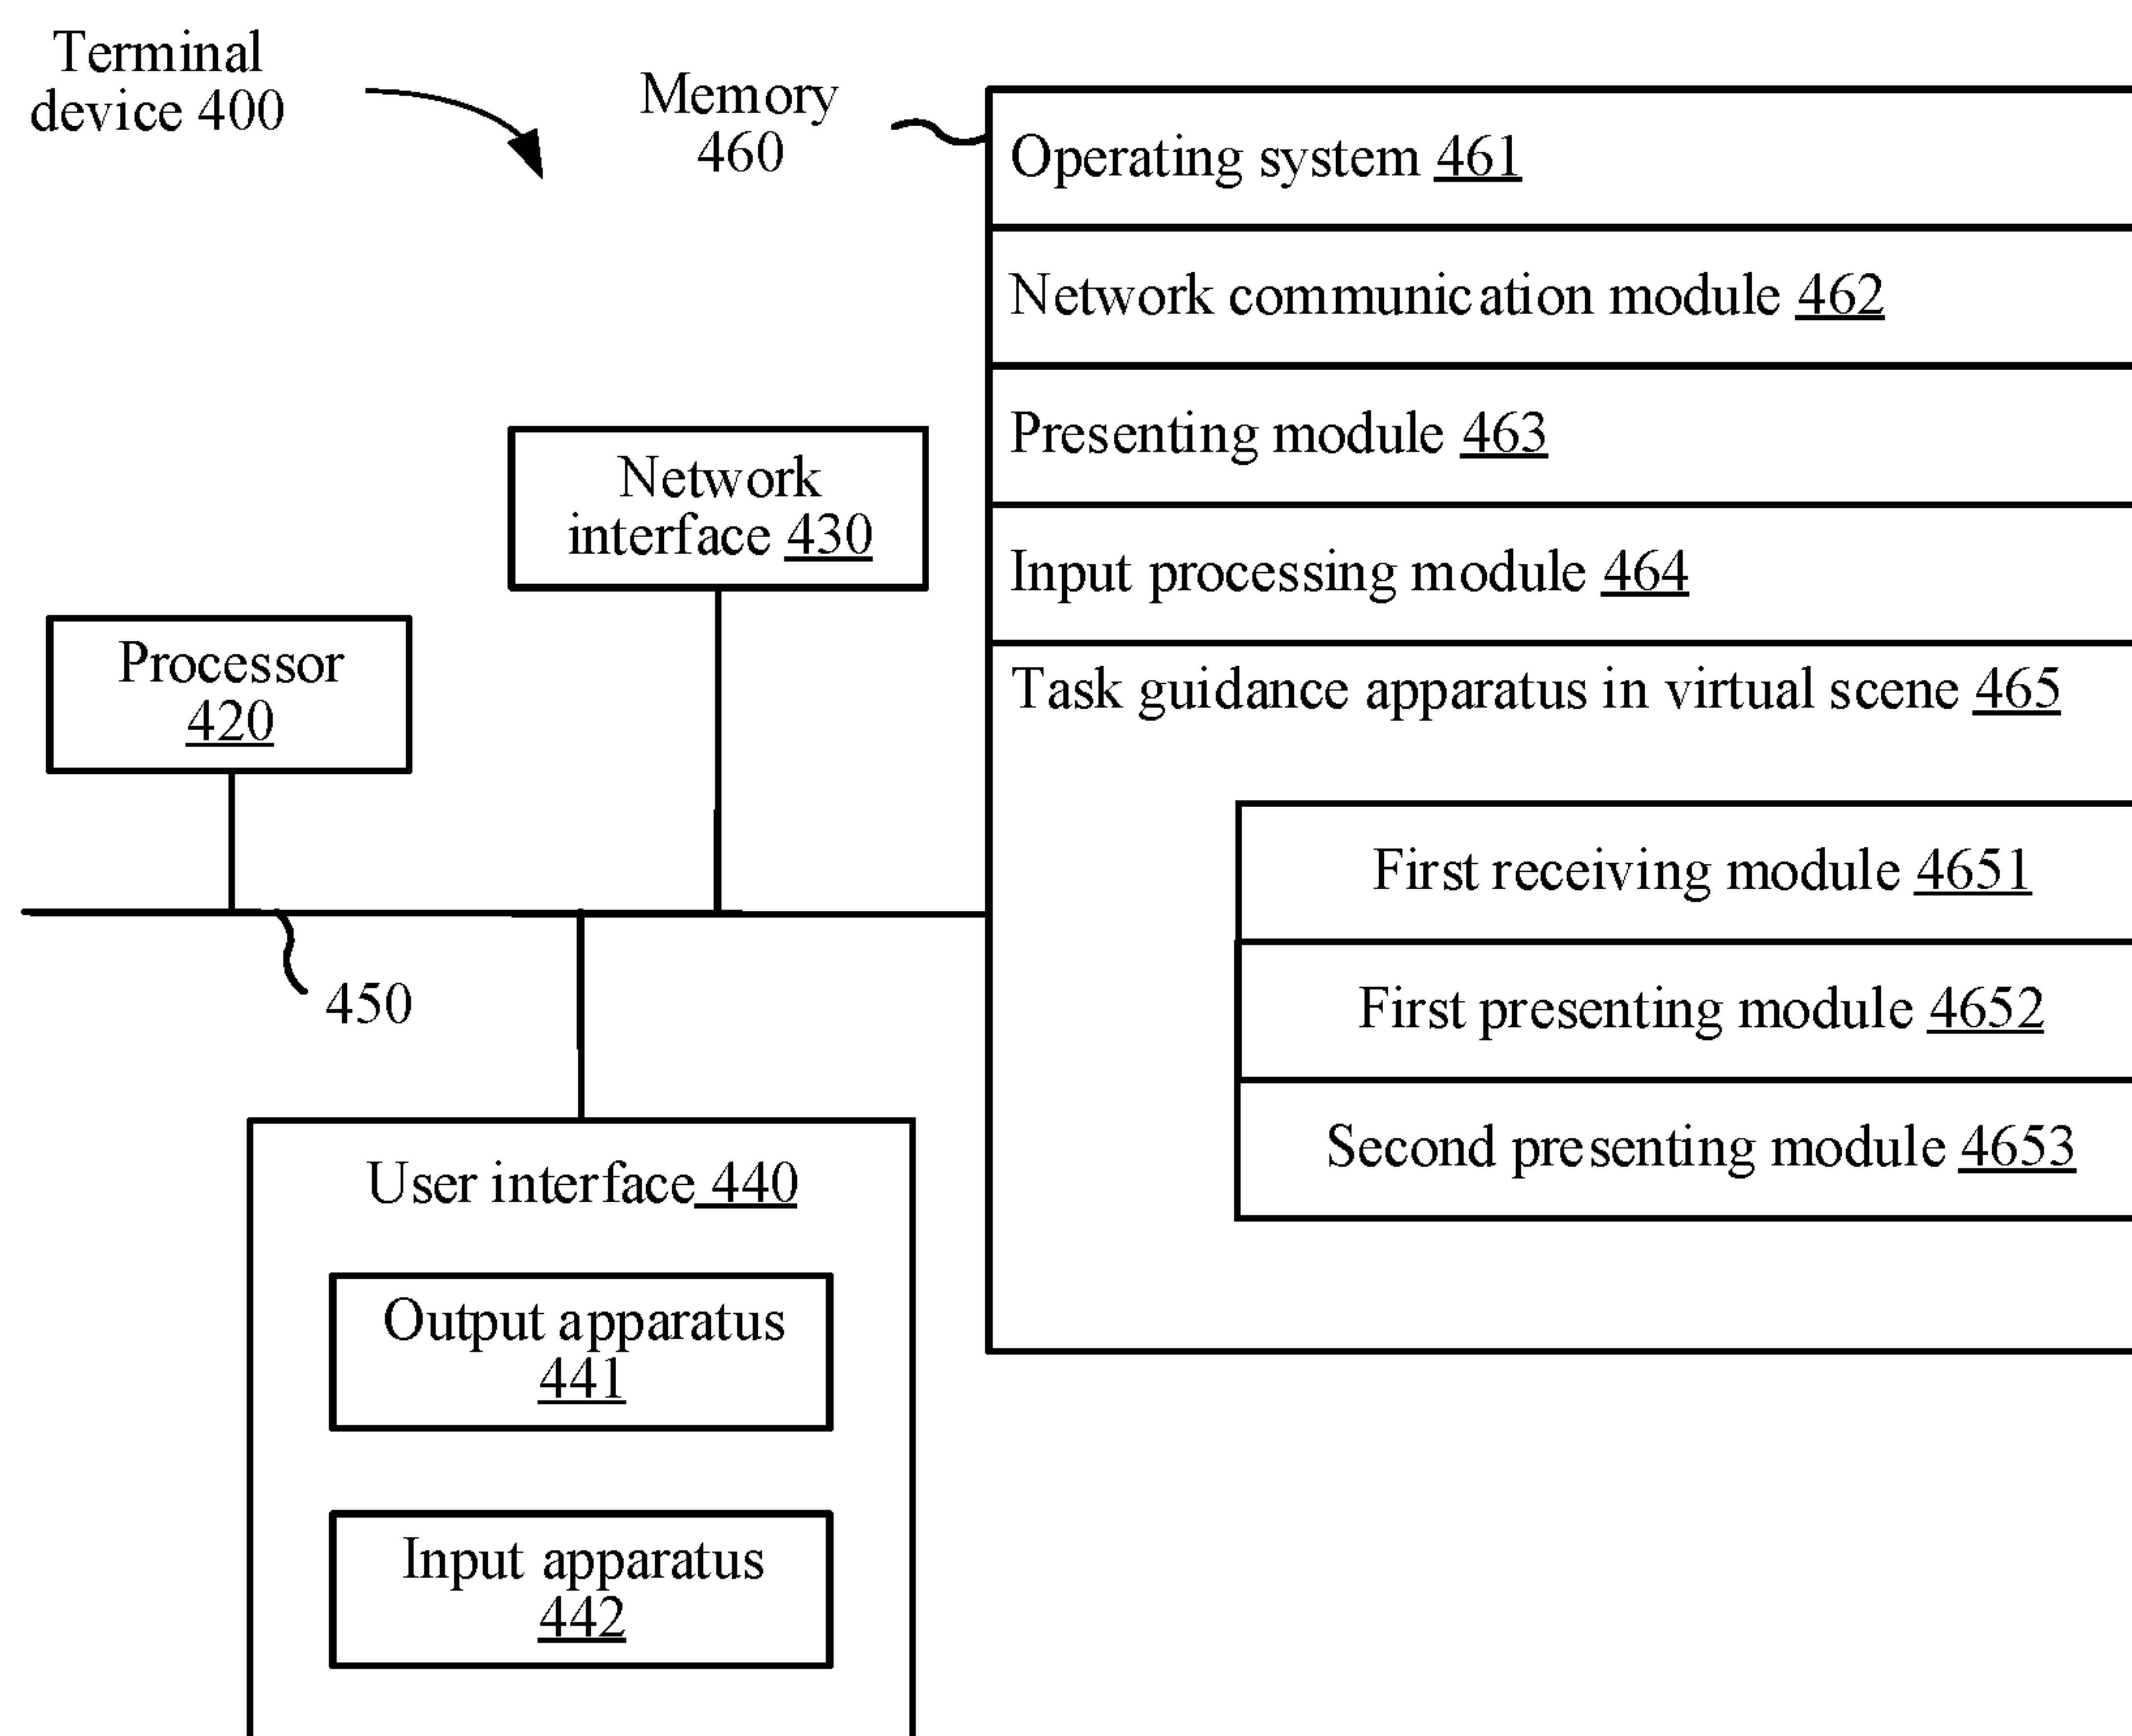 Terminal
device 400
Memory
460
Operating system 461
Network communication module 462
Presenting module 463
Input processing module 464
Task guidance apparatus in virtual scene 465
First receiving module 4651
First presenting module 4652
Second presenting module 4653
Network
interface 430
Processor
420
450
User interface 440
Output apparatus
441
Input apparatus
442